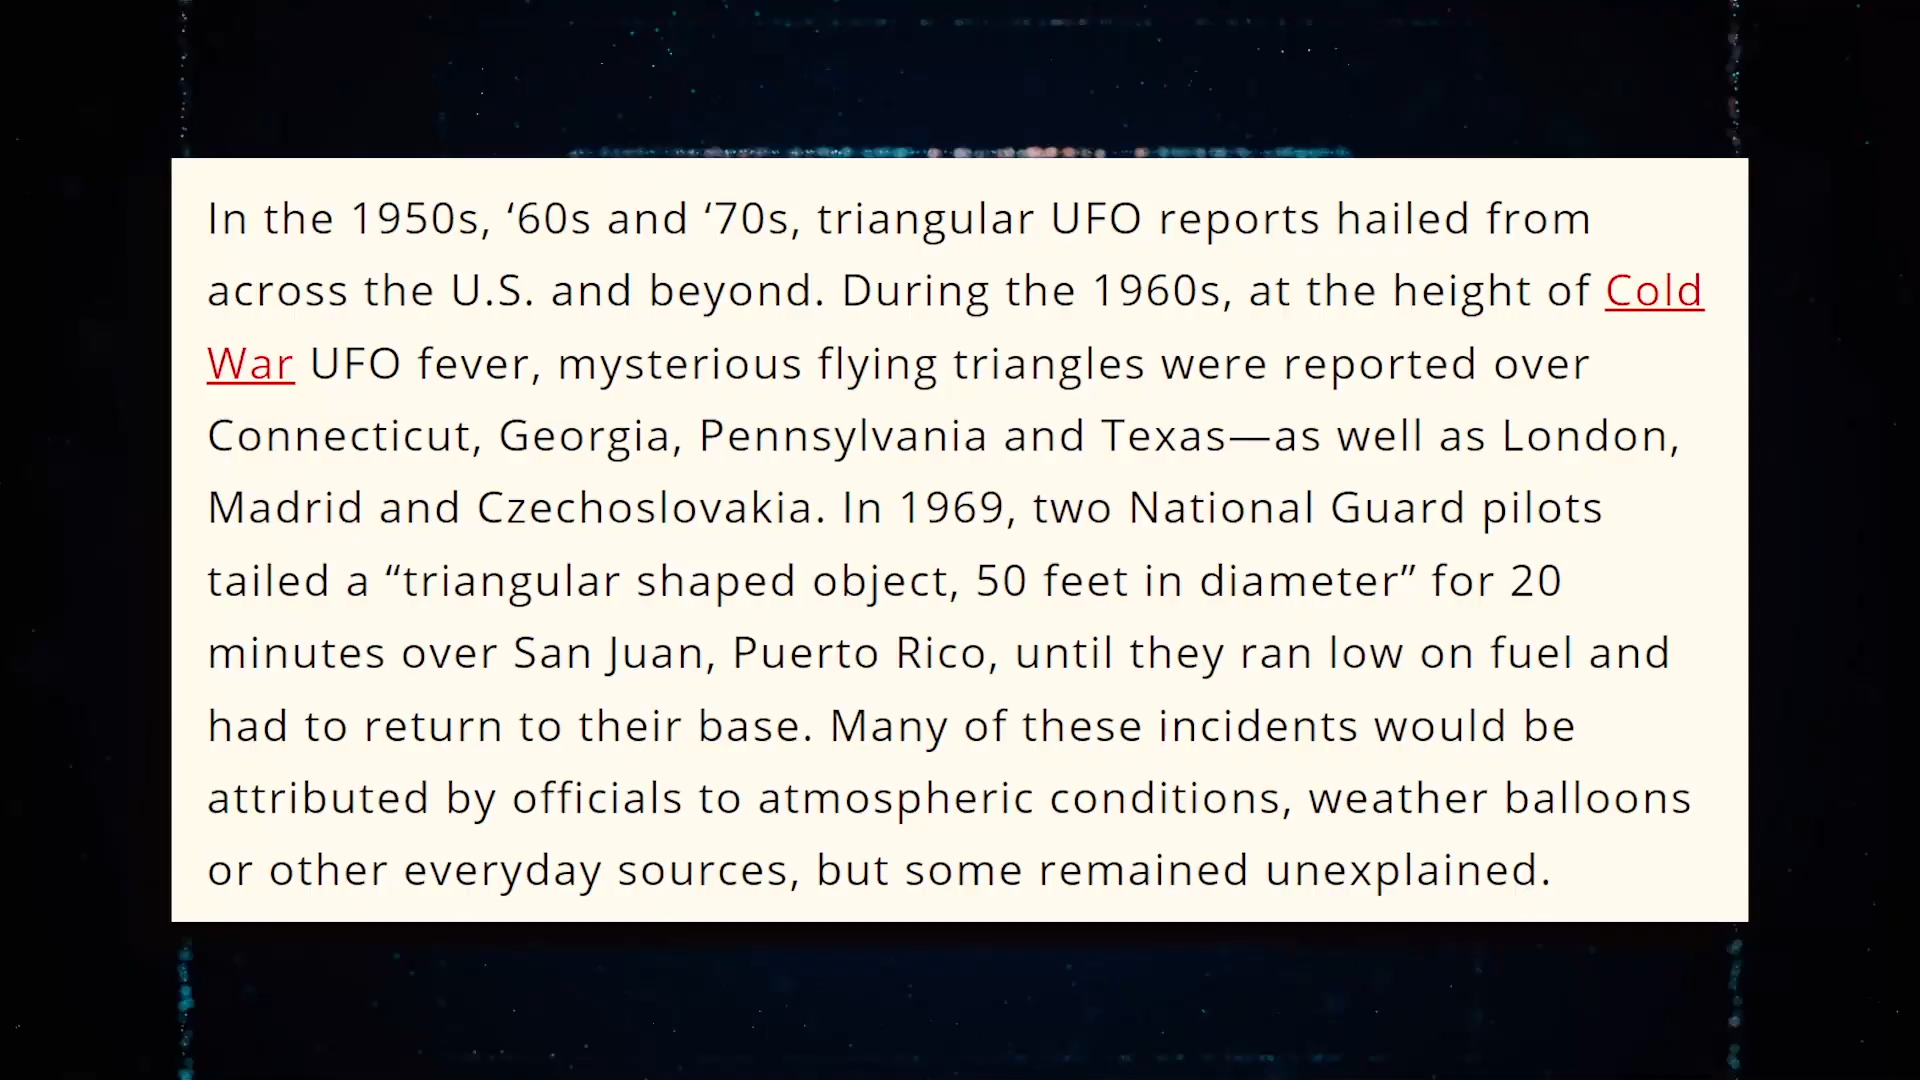 In the 1950s, ‘60s and ‘70s, triangular UFO reports hailed from
across the U.S. and beyond. During the 1960s, at the height of Cold
War UFO fever, mysterious flying triangles were reported over
Connecticut, Georgia, Pennsylvania and Texas—as well as London,
Madrid and Czechoslovakia. In 1969, two National Guard pilots
tailed a “triangular shaped object, 50 feet in diameter” for 20
minutes over San Juan, Puerto Rico, until they ran low on fuel and
had to return to their base. Many of these incidents would be
attributed by officials to atmospheric conditions, weather balloons
or other everyday sources, but some remained unexplained.